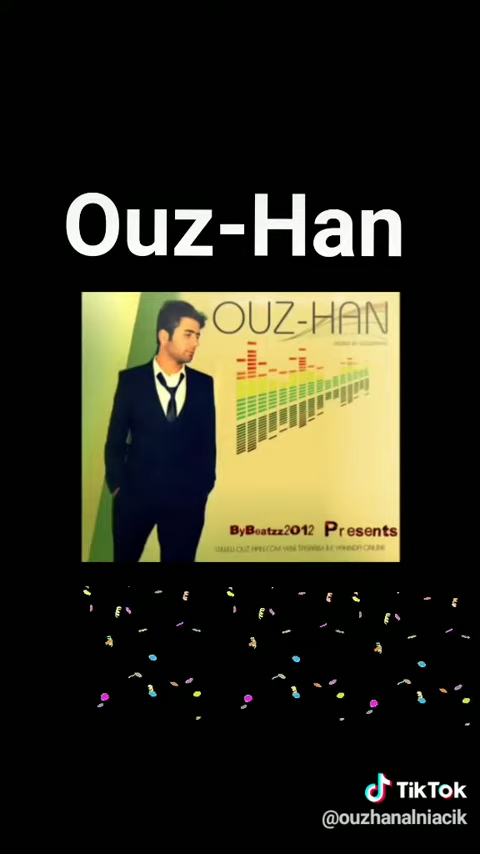 Ouz-Han
OUZ-HAN
ByBeatzz2012 Presents
TikTok
@ouzhanalniacik